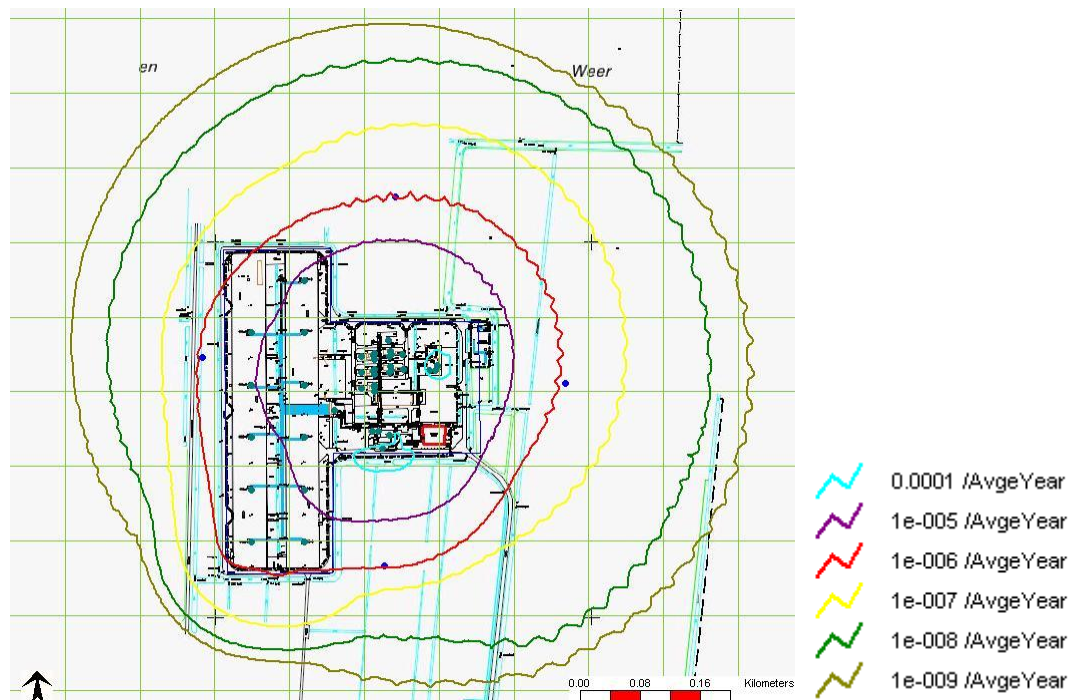 en
Weer
0.0001 /AvgeYear
1e-005 /AvgeYear
1e-006 /AvgeYear
1e-007 /AvgeYear
1e-008 /AvgeYear
1e-009 /AvgeYear
0.00 0.08 0.16 Kilometers